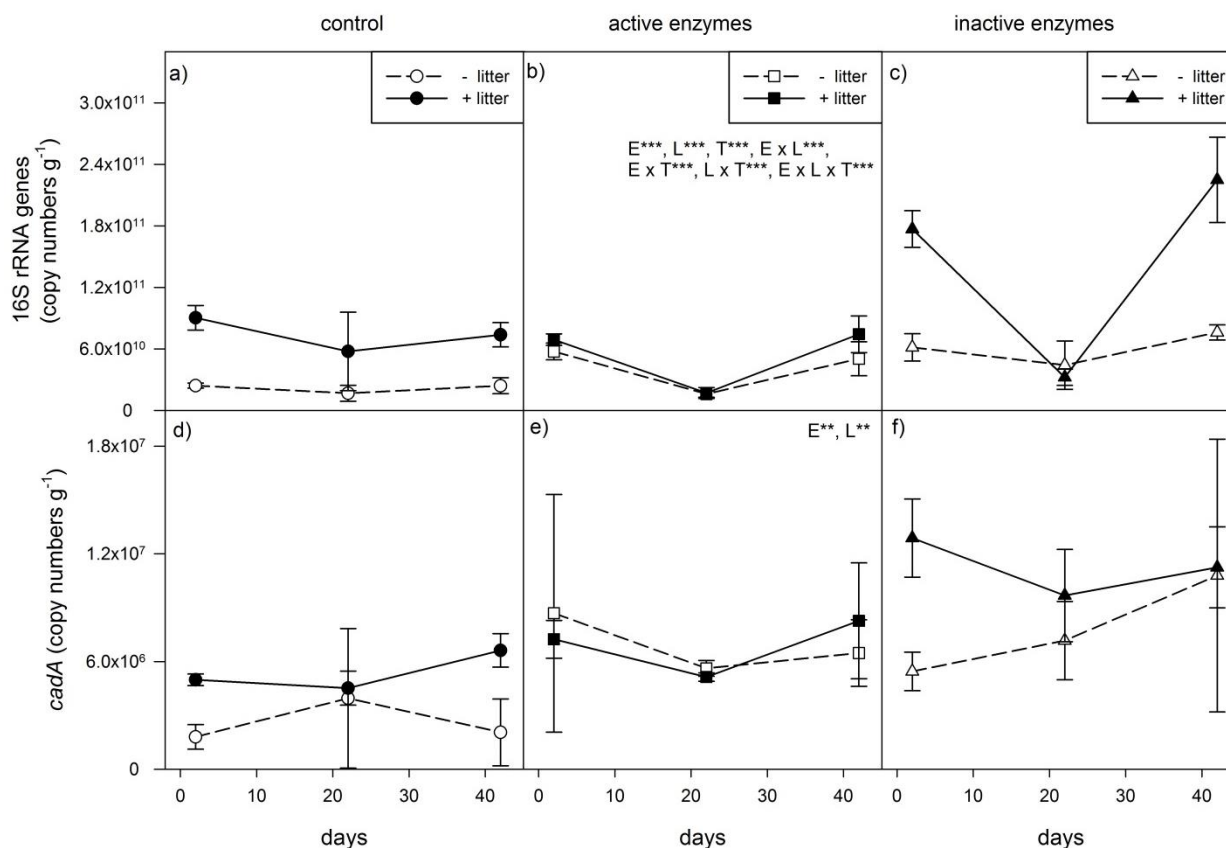 control
active enzymes
inactive enzymes
a)
- litter
+ litter
b)
- litter
+ litter
c)
- litter
+ litter
E***, L***, T***, E x L***,
E x T***, L x T***, E x L x T***
16S rRNA genes
(copy numbers g⁻¹)
3.0x10¹¹
2.4x10¹¹
1.8x10¹¹
1.2x10¹¹
6.0x10¹⁰
0
d)
e)
E**, L**
f)
cadA (copy numbers g⁻¹)
1.8x10⁷
1.2x10⁷
6.0x10⁶
0
0 10 20 30 40
0 10 20 30 40
0 10 20 30 40
days
days
days